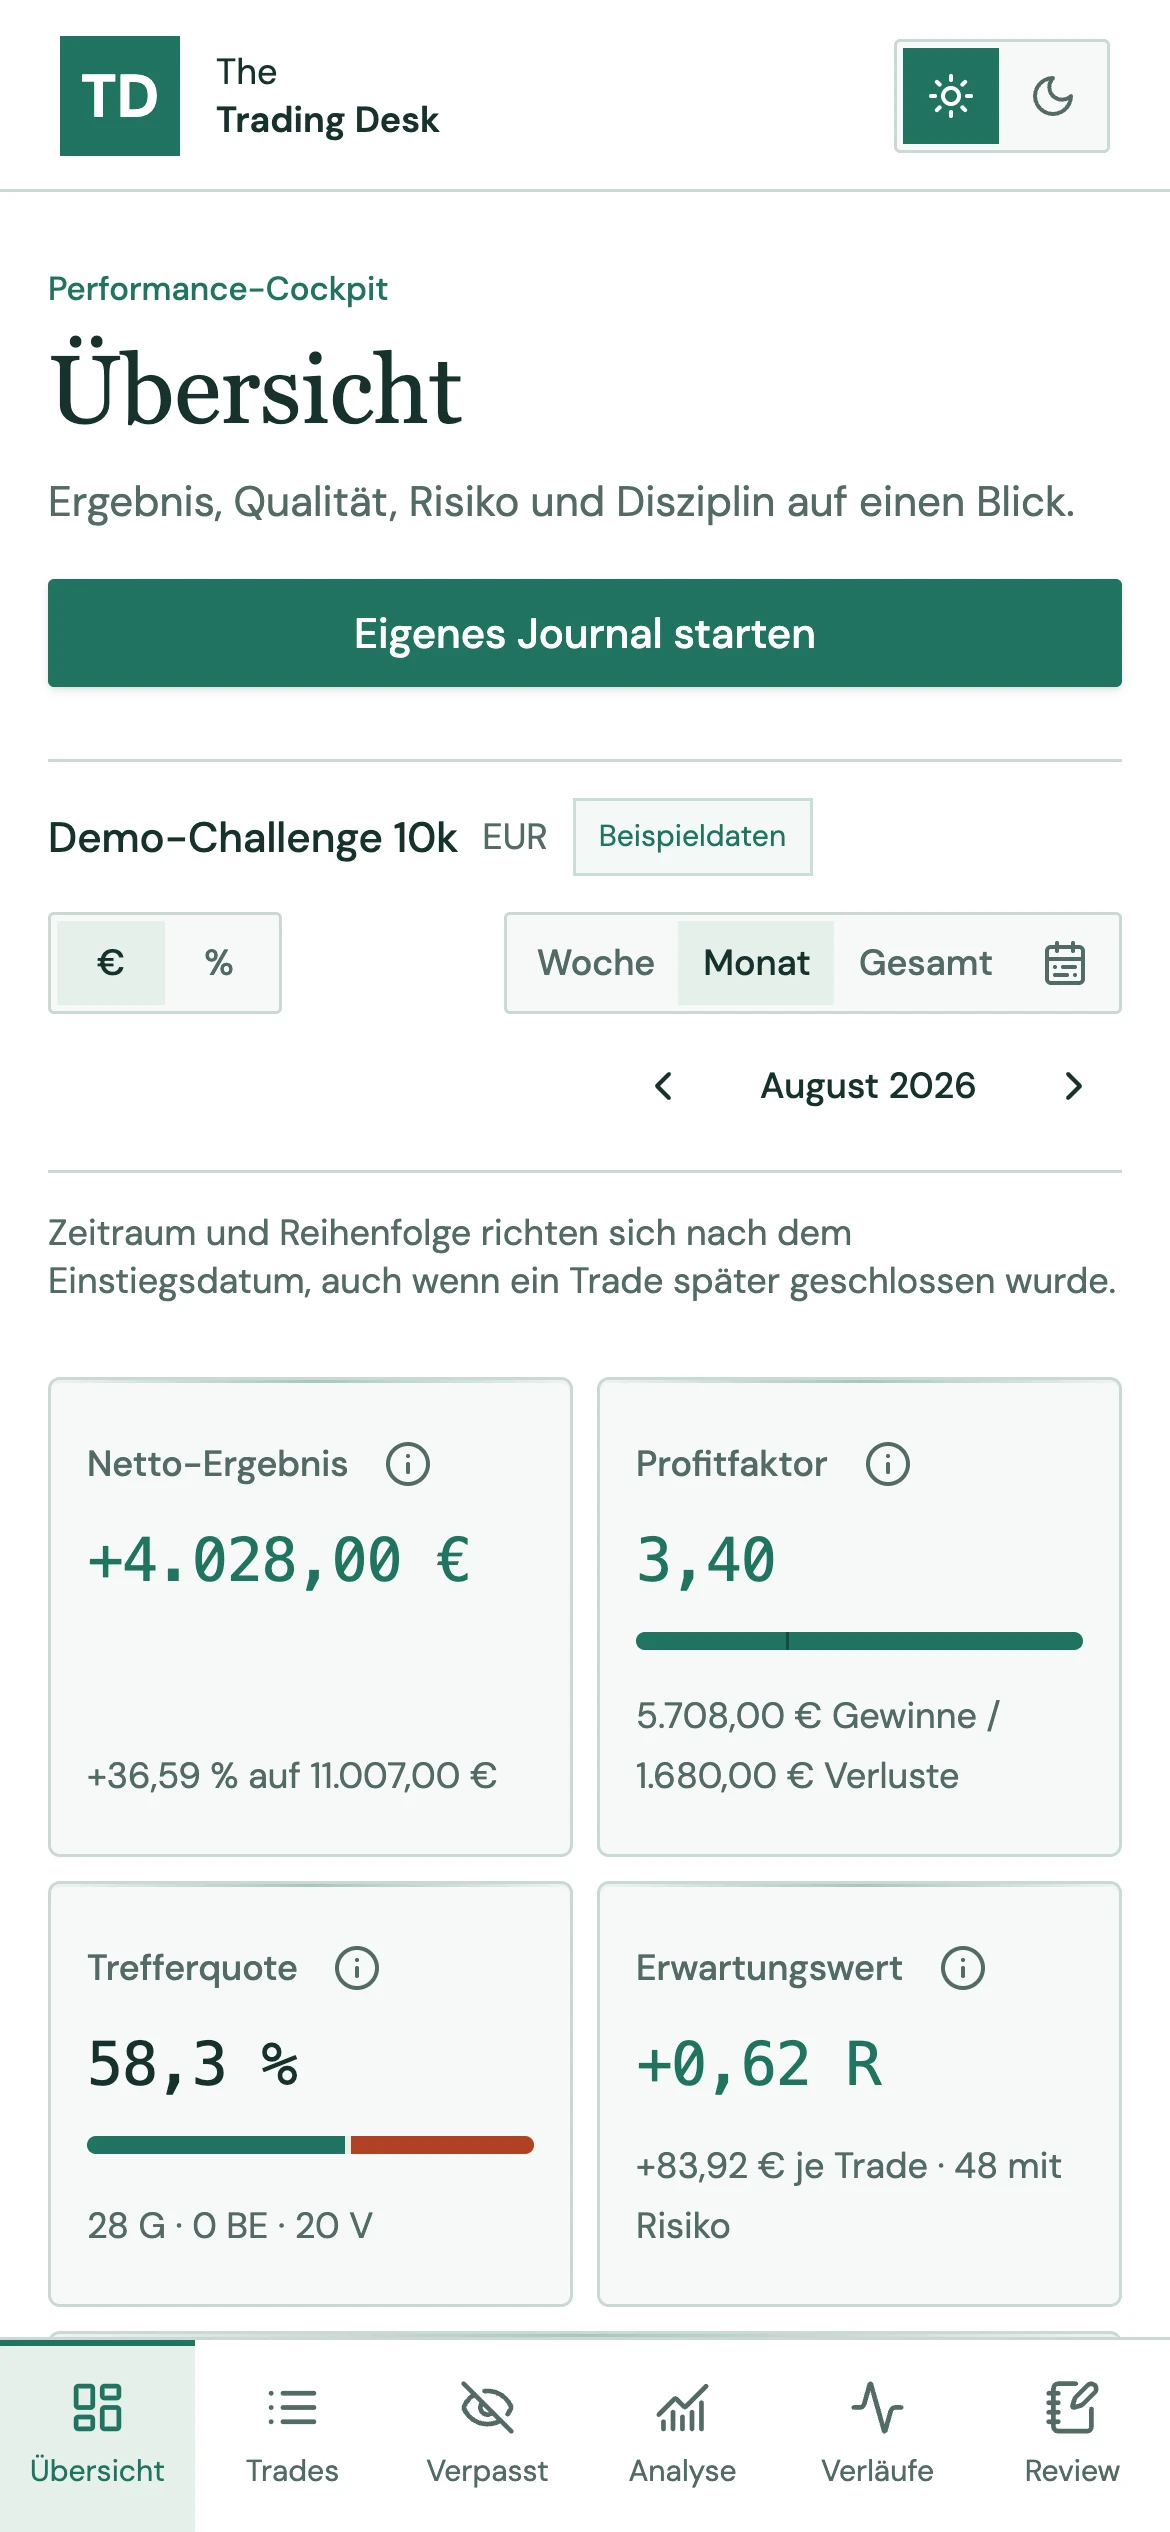 TD
The
Trading Desk
Performance-Cockpit
Übersicht
Ergebnis, Qualität, Risiko und Disziplin auf einen Blick.
Eigenes Journal starten
Demo-Challenge 10k EUR Beispieldaten
€ % Woche Monat Gesamt
August 2026
Zeitraum und Reihenfolge richten sich nach dem
Einstiegsdatum, auch wenn ein Trade später geschlossen wurde.
Netto-Ergebnis
+4.028,00 €
+36,59 % auf 11.007,00 €
Profitfaktor
3,40
5.708,00 € Gewinne /
1.680,00 € Verluste
Trefferquote
58,3 %
28 G · 0 BE · 20 V
Erwartungswert
+0,62 R
+83,92 € je Trade · 48 mit
Risiko
Übersicht Trades Verpasst Analyse Verläufe Review